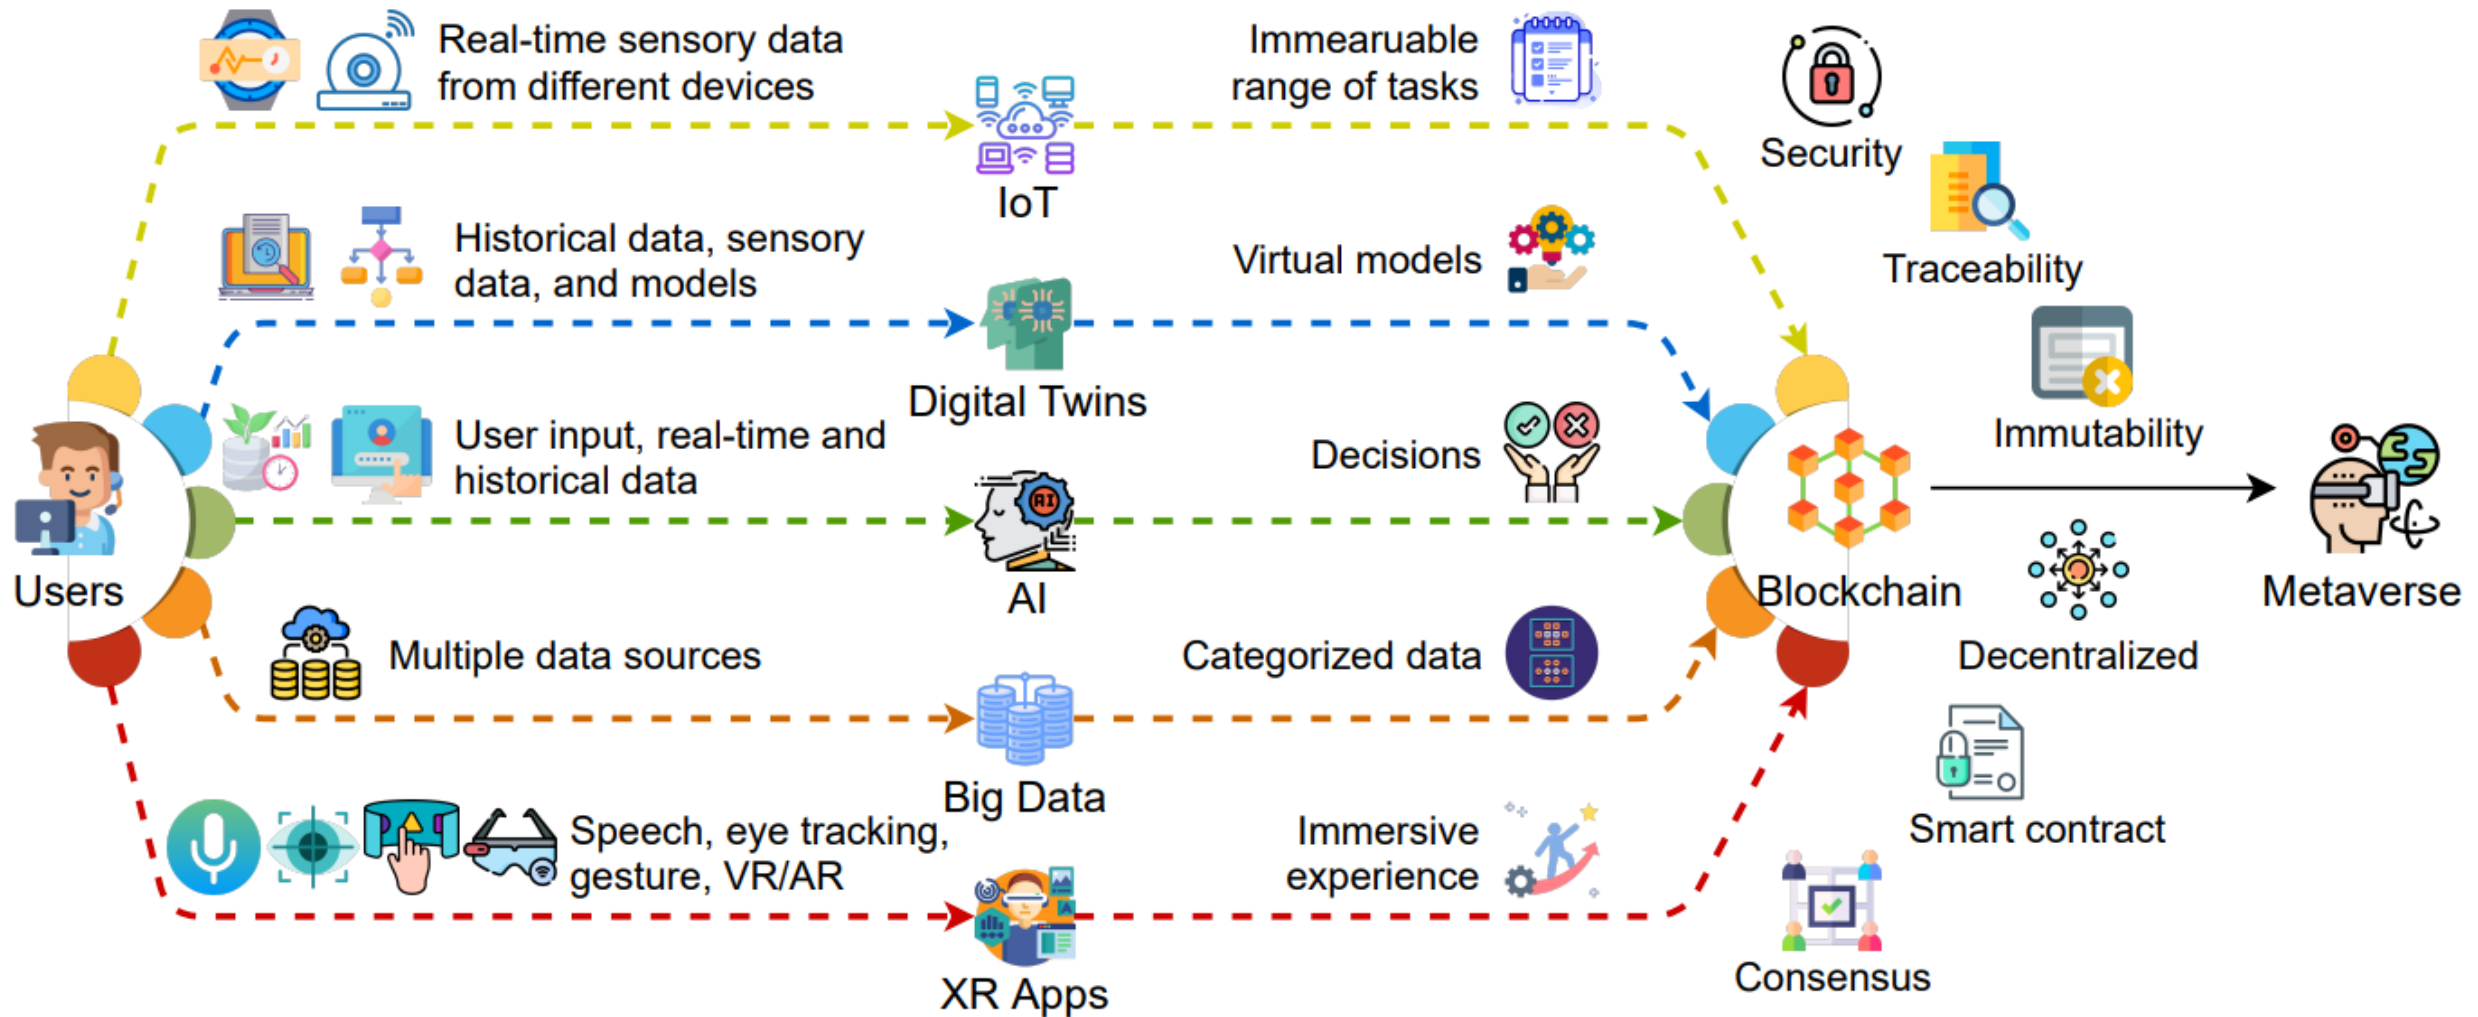 Real-time sensory data
from different devices
Immearuable
range of tasks
Security
IoT
Traceability
Historical data, sensory
data, and models
Virtual models
Digital Twins
Immutability
User input, real-time and
historical data
Decisions
AI
AI
Users
Blockchain
Metaverse
Multiple data sources
Categorized data
Decentralized
Big Data
Speech, eye tracking,
gesture, VR/AR
Immersive
experience
Smart contract
XR Apps
A
Consensus